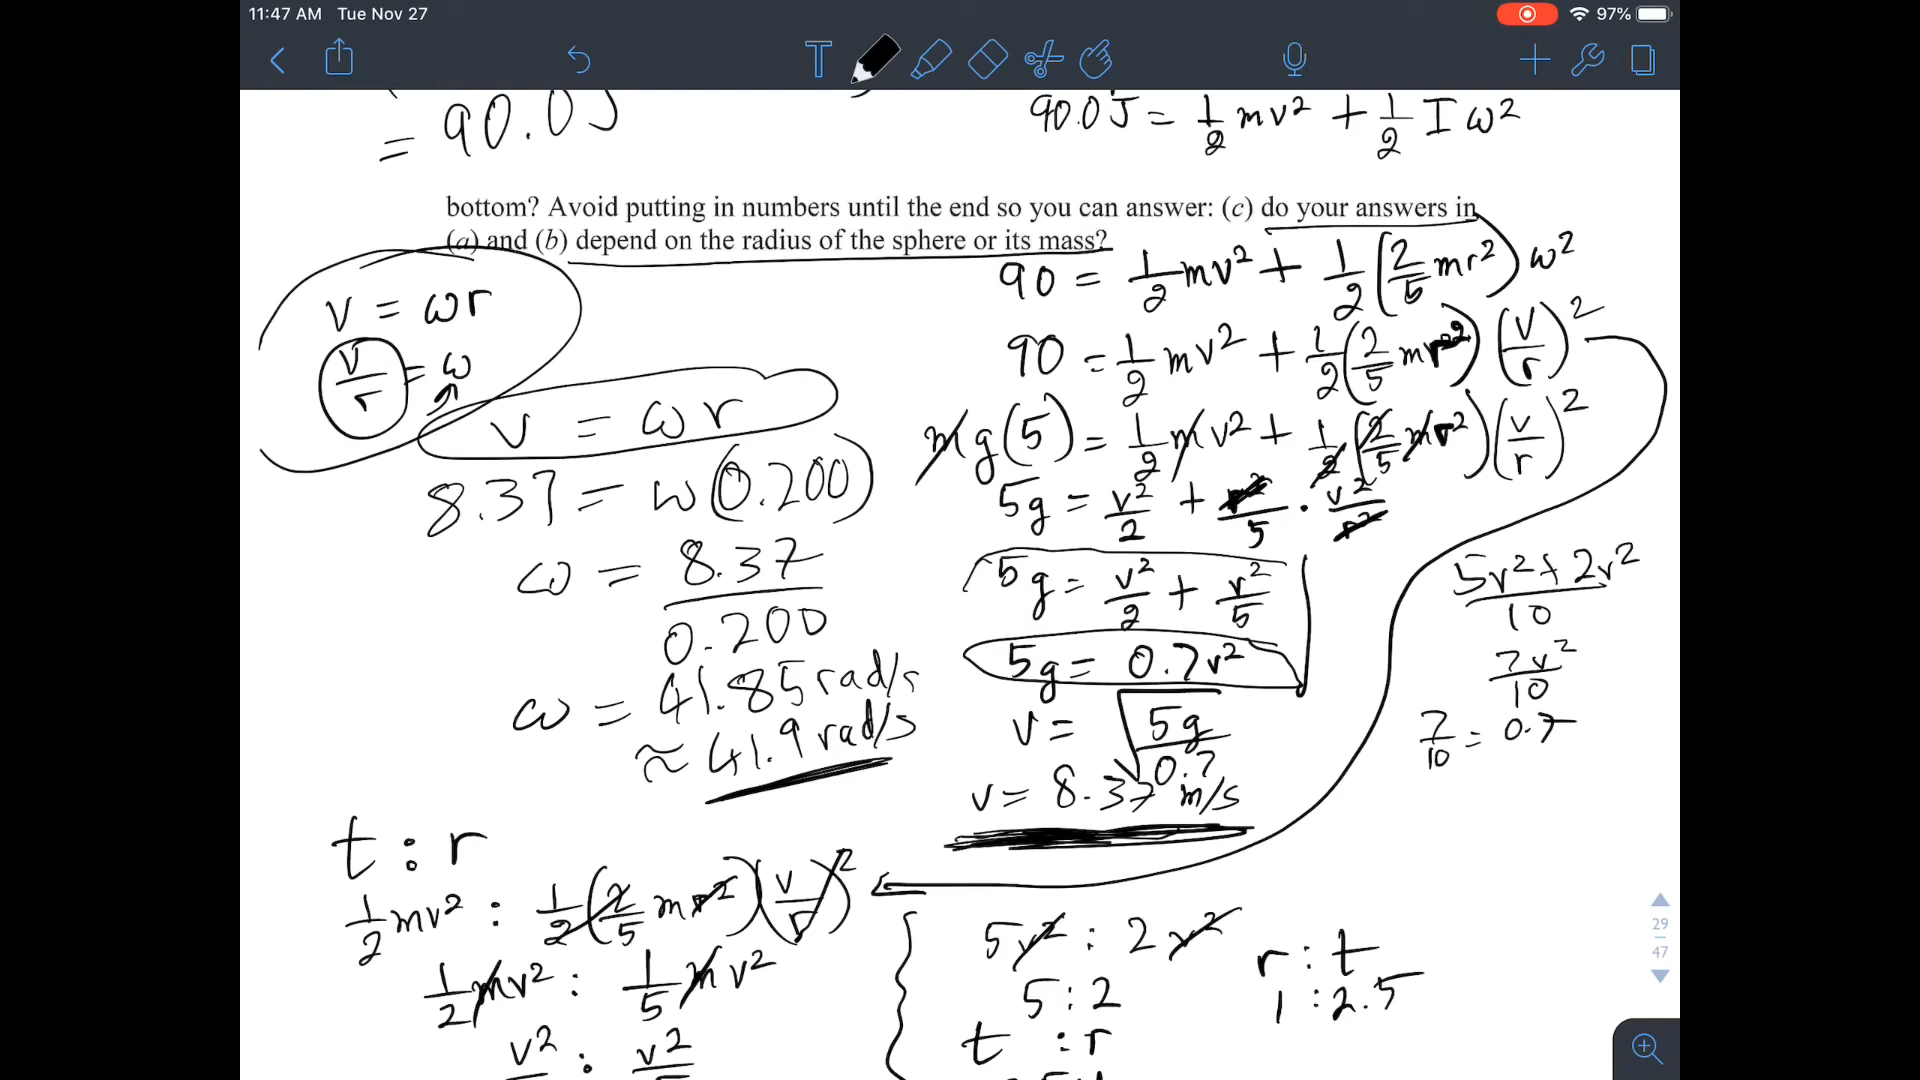 11:47 AM Tue Nov 27
97%
T
= 90.0J
90.0J = 1/2 mv² + 1/2 I ω²
bottom? Avoid putting in numbers until the end so you can answer: (c) do your answers in
(a) and (b) depend on the radius of the sphere or its mass?
90 = 1/2 mv² + 1/2 (2/5 mr²) ω²
v = ωr
v/r = ω
90 = 1/2 mv² + 1/2 (2/5 mr²) (v/r)²
v = ωr
mg(5) = 1/2 mv² + 1/2 (2/5 mr²) (v/r)²
8.37 = ω(0.200)
5g = v²/2 + r²/5 · v²/r²
ω = 8.37/0.200
5g = v²/2 + v²/5
5v² + 2v²/10
5g = 0.7v²
7v²/10
ω = 41.85 rad/s
≈ 41.9 rad/s
v = √5g/0.7
7/10 = 0.7
v = 8.37 m/s
t : r
1/2 mv² : 1/2 (2/5 mr²) (v/r)²
1/2 mv² : 1/5 mv²
5v² : 2v²
5 : 2
t : r
r : t
1 : 2.5
29
47